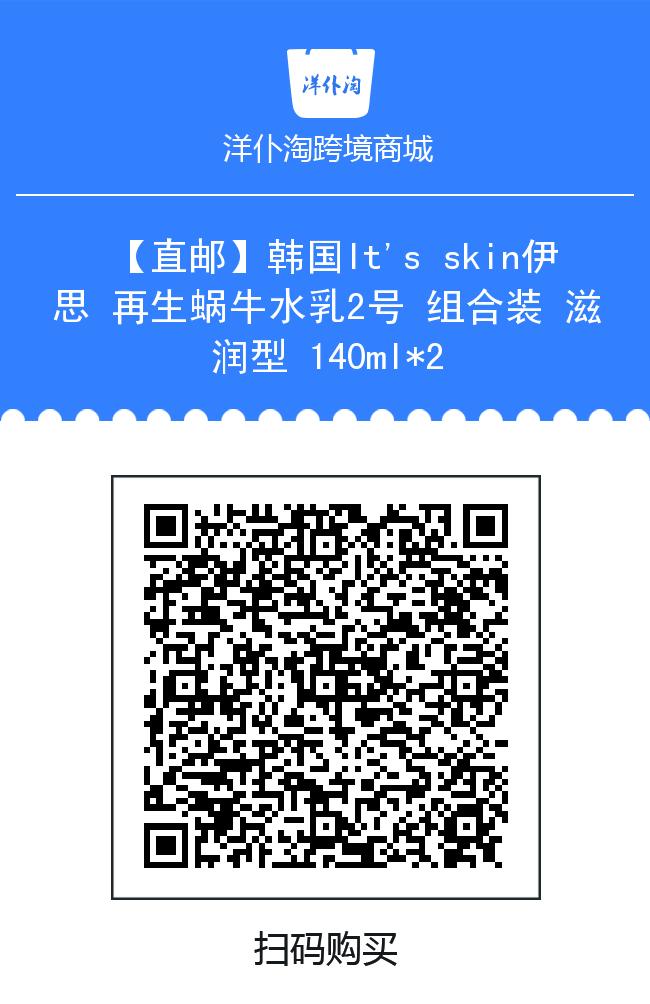 洋仆淘
洋仆淘跨境商城
【直邮】韩国It's skin伊
思 再生蜗牛水乳2号 组合装 滋
润型 140ml*2
扫码购买